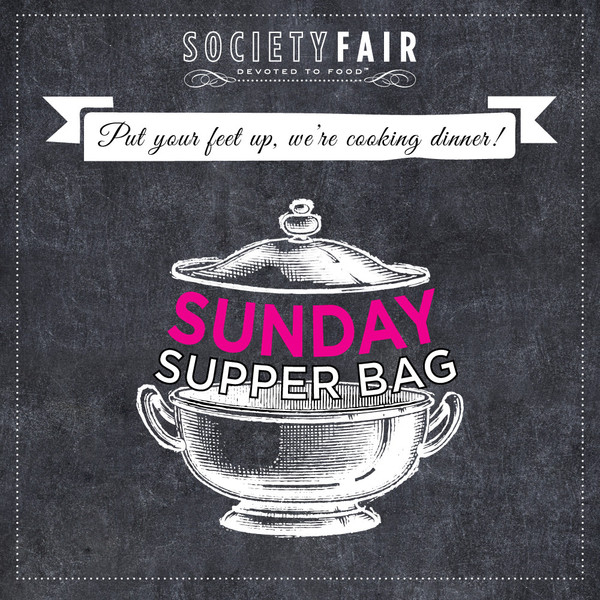 SOCIETYFAIR
DEVOTED TO FOOD™
Put your feet up, we're cooking dinner!
SUNDAY
SUPPER BAG